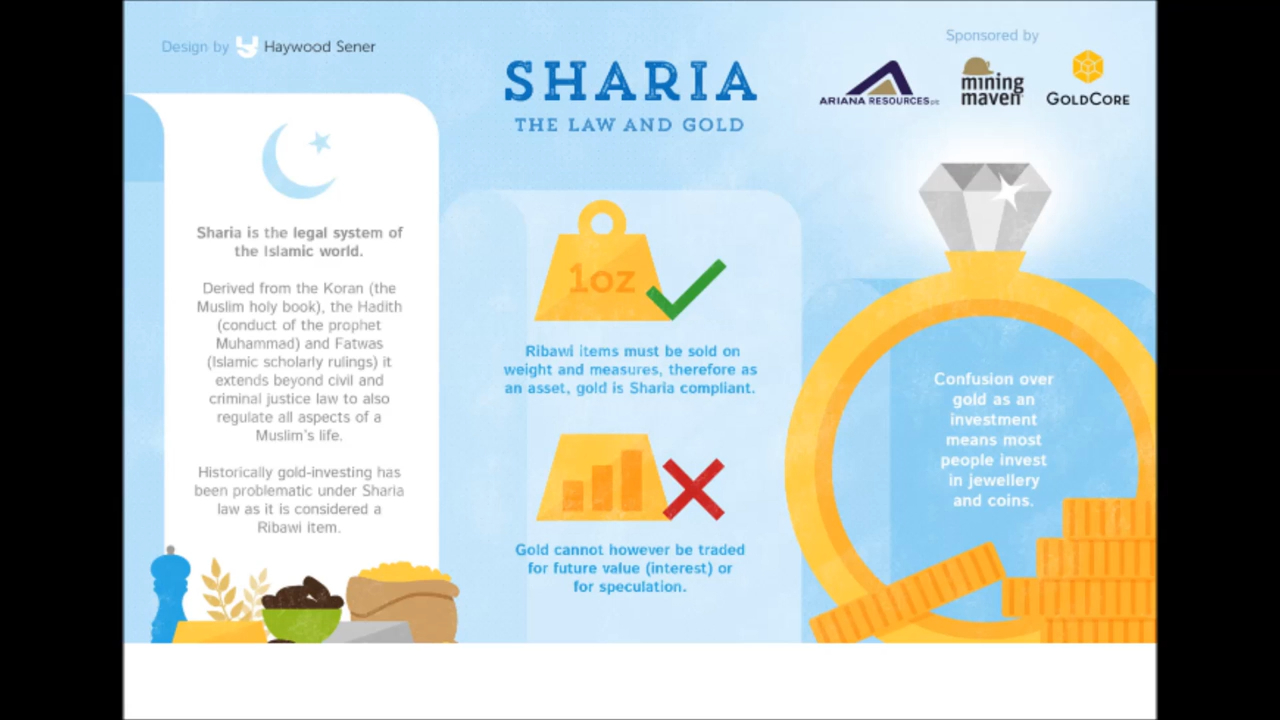 Design by Haywood Sener
SHARIA
THE LAW AND GOLD
Sponsored by
ARIANA RESOURCES plc
mining
maven
GOLDCORE
Sharia is the legal system of
the Islamic world.
Derived from the Koran (the
Muslim holy book), the Hadith
(conduct of the prophet
Muhammad) and Fatwas
(Islamic scholarly rulings) it
extends beyond civil and
criminal justice law to also
regulate all aspects of a
Muslim's life.
Historically gold-investing has
been problematic under Sharia
law as it is considered a
Ribawi item.
1oz
Ribawi items must be sold on
weight and measures, therefore as
an asset, gold is Sharia compliant.
Gold cannot however be traded
for future value (interest) or
for speculation.
Confusion over
gold as an
investment
means most
people invest
in jewellery
and coins.